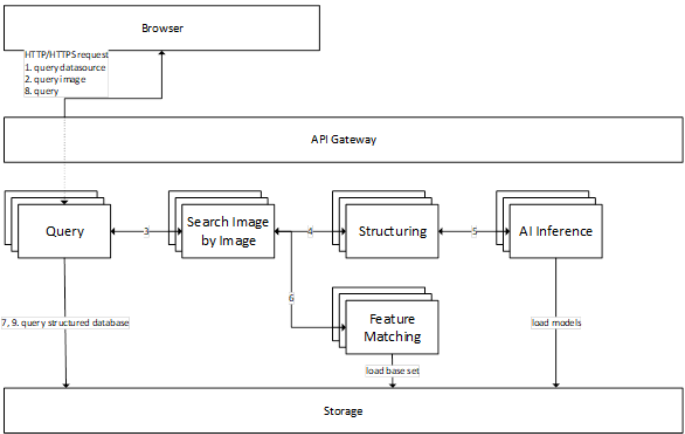 Browser
HTTP/HTTPS request
1. query datasource
2. query image
8. query
API Gateway
Query
3
Search Image
by Image
4
Structuring
5
AI Inference
6
Feature
Matching
7, 9. query structured database
load models
load base set
Storage